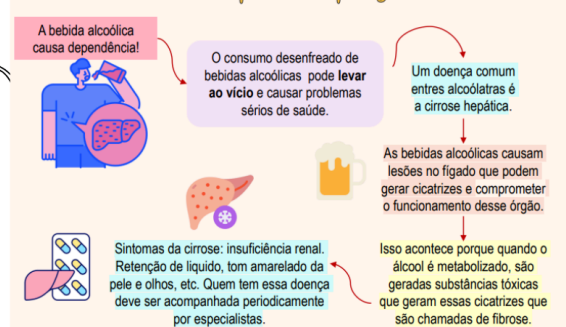 A bebida alcoólica
causa dependência!
O consumo desenfreado de
bebidas alcoólicas pode levar
ao vício e causar problemas
sérios de saúde.
Um doença comum
entres alcoólatras é
a cirrose hepática.
As bebidas alcoólicas causam
lesões no fígado que podem
gerar cicatrizes e comprometer
o funcionamento desse órgão.
Isso acontece porque quando o
álcool é metabolizado, são
geradas substâncias tóxicas
que geram essas cicatrizes que
são chamadas de fibrose.
Sintomas da cirrose: insuficiência renal.
Retenção de liquido, tom amarelado da
pele e olhos, etc. Quem tem essa doença
deve ser acompanhada periodicamente
por especialistas.